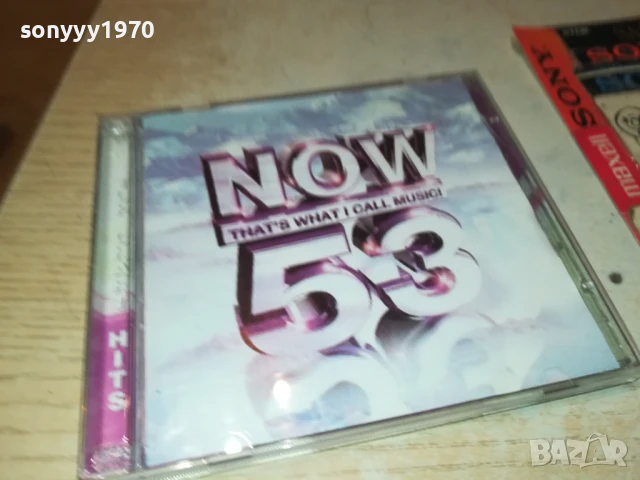 sonyyy1970
NOW
THAT'S WHAT I CALL MUSIC!
53
HITS
SONY
maxell
BAZAR